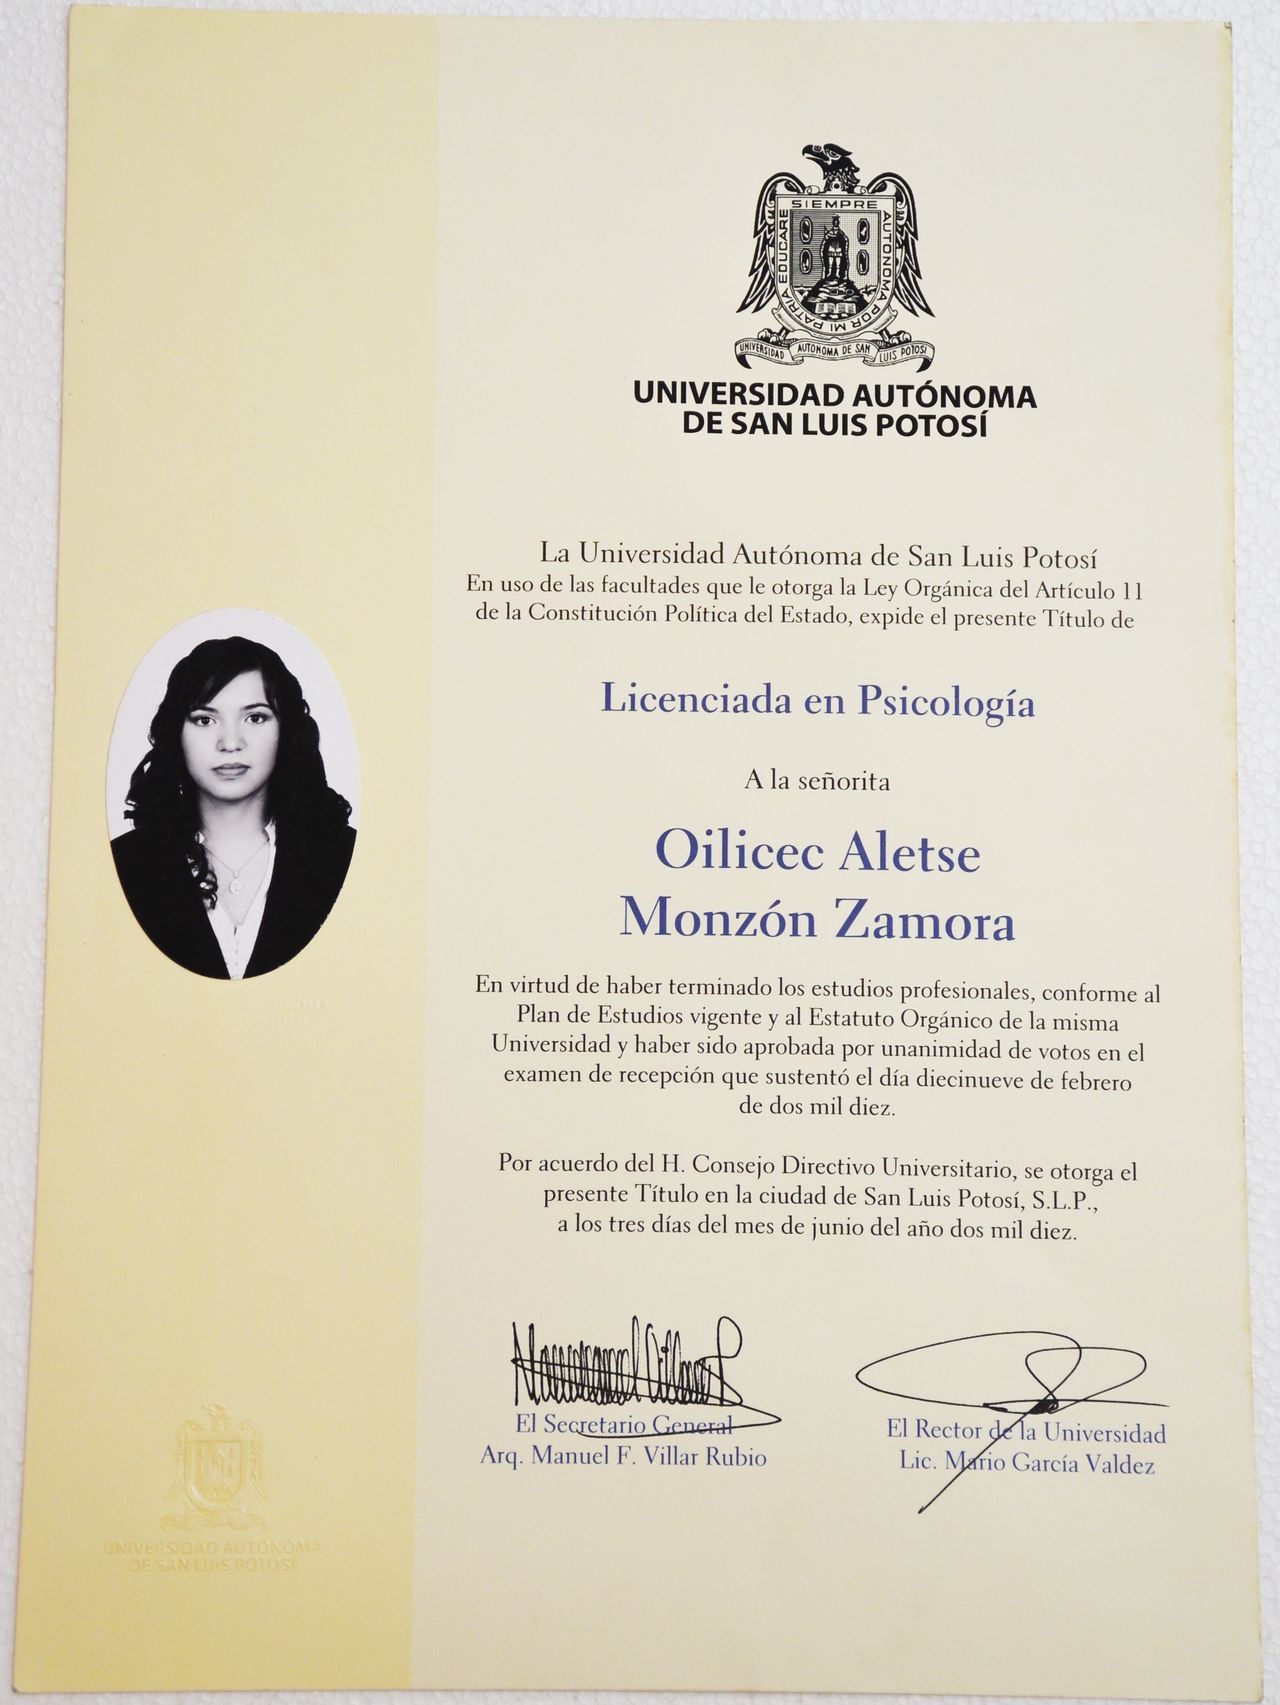 SIEMPRE AUTONOMA POR MI PATRIA EDUCARE
UNIVERSIDAD AUTONOMA DE SAN LUIS POTOSI
UNIVERSIDAD AUTÓNOMA
DE SAN LUIS POTOSÍ
La Universidad Autónoma de San Luis Potosí
En uso de las facultades que le otorga la Ley Orgánica del Artículo 11
de la Constitución Política del Estado, expide el presente Título de
Licenciada en Psicología
A la señorita
Oilicec Aletse
Monzón Zamora
En virtud de haber terminado los estudios profesionales, conforme al
Plan de Estudios vigente y al Estatuto Orgánico de la misma
Universidad y haber sido aprobada por unanimidad de votos en el
examen de recepción que sustentó el día diecinueve de febrero
de dos mil diez.
Por acuerdo del H. Consejo Directivo Universitario, se otorga el
presente Título en la ciudad de San Luis Potosí, S.L.P.,
a los tres días del mes de junio del año dos mil diez.
El Secretario General
Arq. Manuel F. Villar Rubio
El Rector de la Universidad
Lic. Mario García Valdez
UNIVERSIDAD AUTONOMA
DE SAN LUIS POTOSÍ